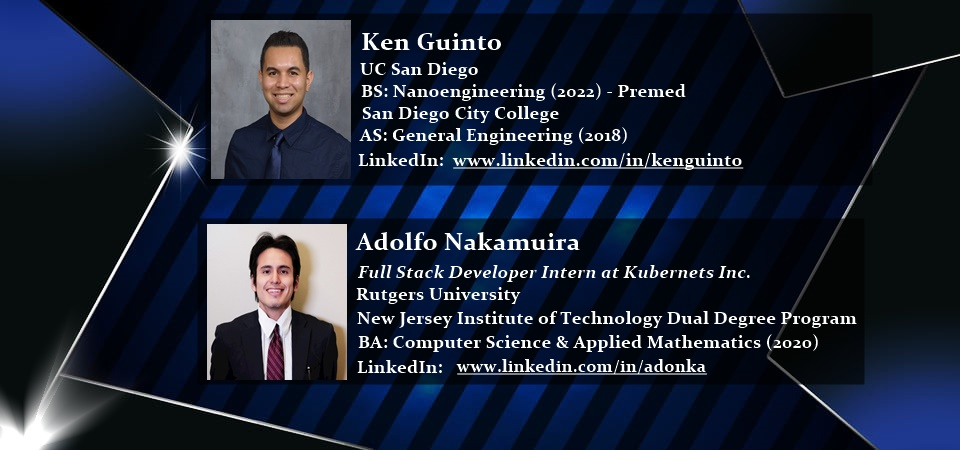 Ken Guinto
UC San Diego
BS: Nanoengineering (2022) - Premed
San Diego City College
AS: General Engineering (2018)
LinkedIn: www.linkedin.com/in/kenguinto
Adolfo Nakamuira
Full Stack Developer Intern at Kubernets Inc.
Rutgers University
New Jersey Institute of Technology Dual Degree Program
BA: Computer Science & Applied Mathematics (2020)
LinkedIn: www.linkedin.com/in/adonka